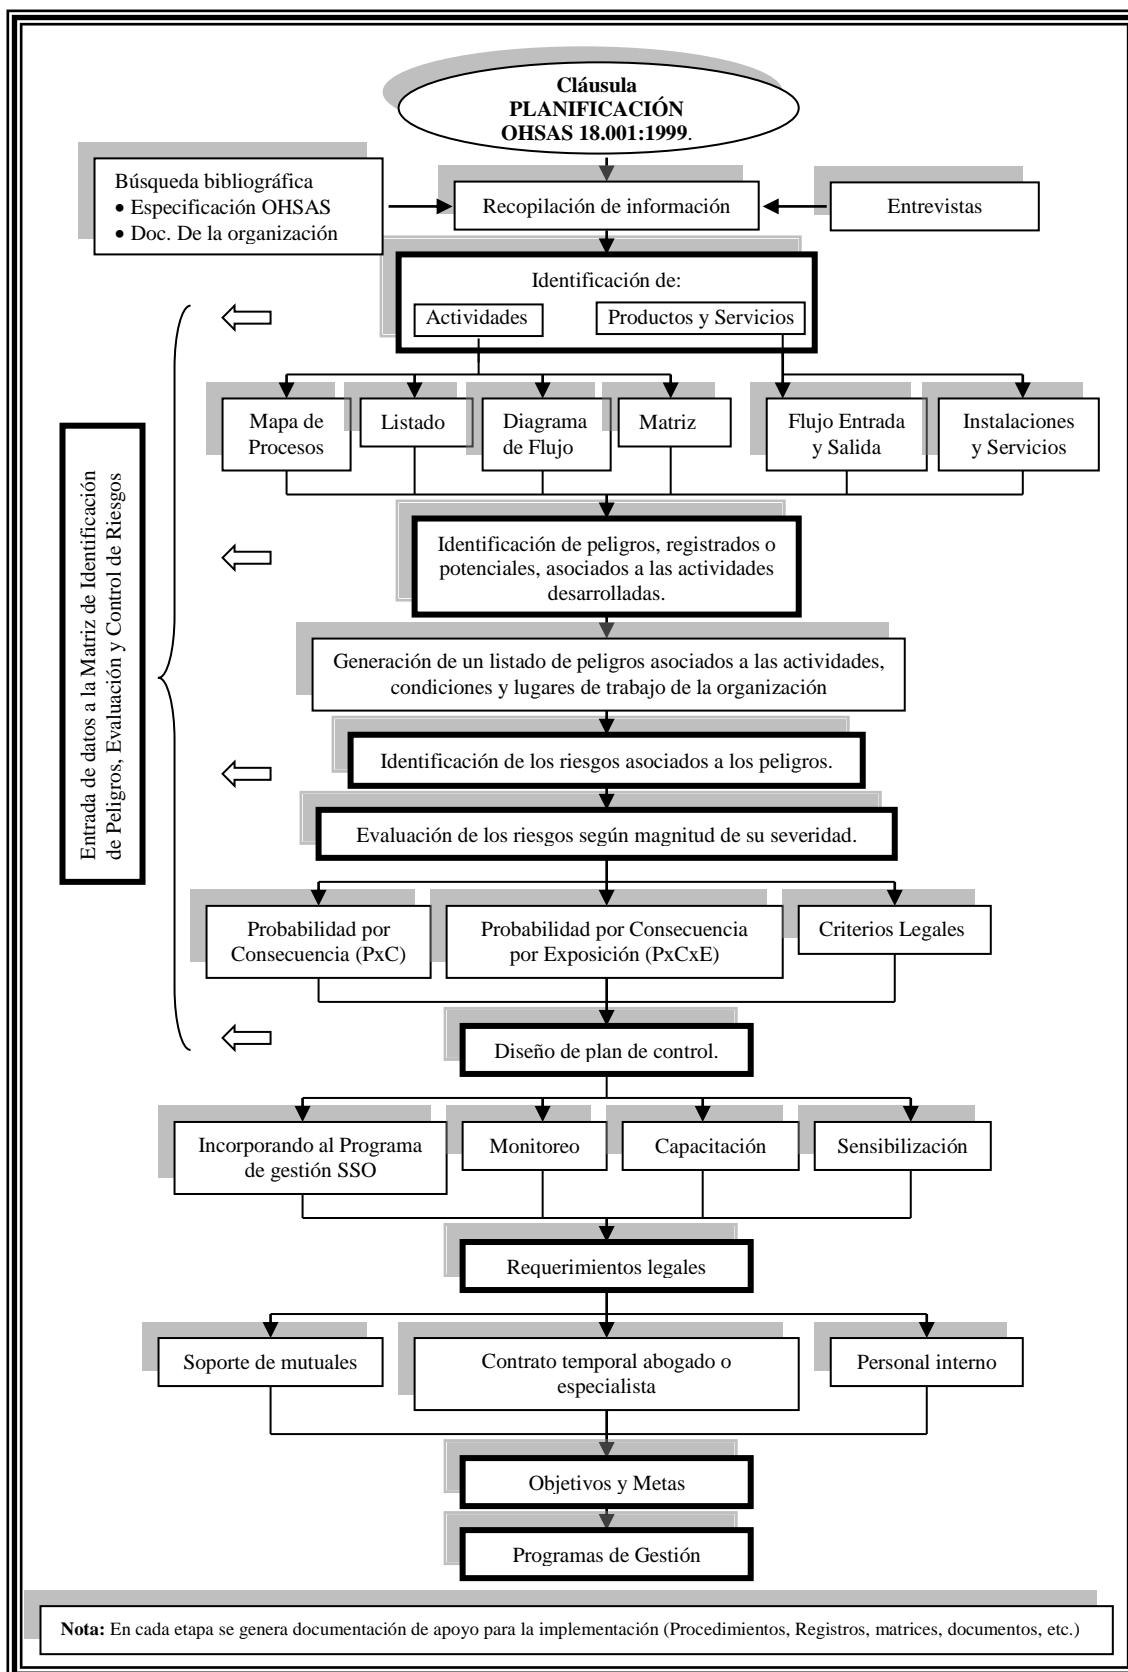 Cláusula
PLANIFICACIÓN
OHSAS 18.001:1999.
Búsqueda bibliográfica
• Especificación OHSAS
• Doc. De la organización
Recopilación de información
Entrevistas
Identificación de:
Actividades
Productos y Servicios
Mapa de
Procesos
Listado
Diagrama
de Flujo
Matriz
Flujo Entrada
y Salida
Instalaciones
y Servicios
Entrada de datos a la Matriz de Identificación
de Peligros, Evaluación y Control de Riesgos
Identificación de peligros, registrados o
potenciales, asociados a las actividades
desarrolladas.
Generación de un listado de peligros asociados a las actividades,
condiciones y lugares de trabajo de la organización
Identificación de los riesgos asociados a los peligros.
Evaluación de los riesgos según magnitud de su severidad.
Probabilidad por
Consecuencia (PxC)
Probabilidad por Consecuencia
por Exposición (PxCxE)
Criterios Legales
Diseño de plan de control.
Incorporando al Programa
de gestión SSO
Monitoreo
Capacitación
Sensibilización
Requerimientos legales
Soporte de mutuales
Contrato temporal abogado o
especialista
Personal interno
Objetivos y Metas
Programas de Gestión
Nota: En cada etapa se genera documentación de apoyo para la implementación (Procedimientos, Registros, matrices, documentos, etc.)